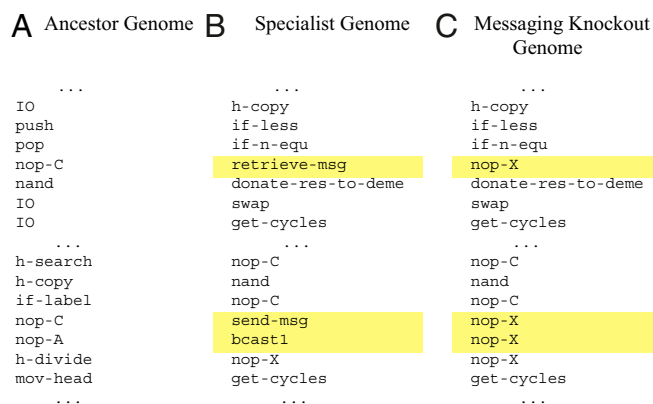 A Ancestor Genome B Specialist Genome C Messaging Knockout Genome
... ... ...
IO h-copy h-copy
push if-less if-less
pop if-n-equ if-n-equ
nop-C retrieve-msg nop-X
nand donate-res-to-deme donate-res-to-deme
IO swap swap
IO get-cycles get-cycles
... ... ...
h-search nop-C nop-C
h-copy nand nand
if-label nop-C nop-C
nop-C send-msg nop-X
nop-A bcast1 nop-X
h-divide nop-X nop-X
mov-head get-cycles get-cycles
... ... ...